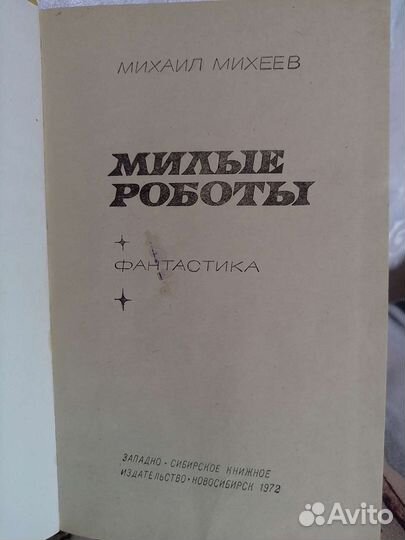 МИХАИЛ МИХЕЕВ
МИЛЫЕ
РОБОТЫ
ФАНТАСТИКА
ЗАПАДНО - СИБИРСКОЕ КНИЖНОЕ
ИЗДАТЕЛЬСТВО • НОВОСИБИРСК 1972
Avito